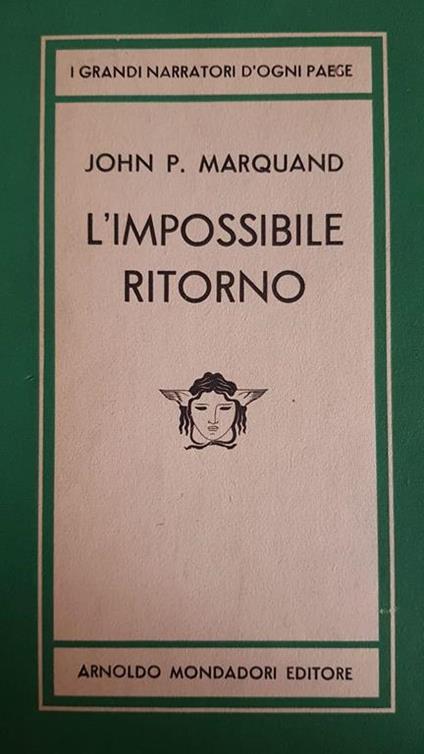 I GRANDI NARRATORI D'OGNI PAESE
JOHN P. MARQUAND
L'IMPOSSIBILE
RITORNO
ARNOLDO MONDADORI EDITORE